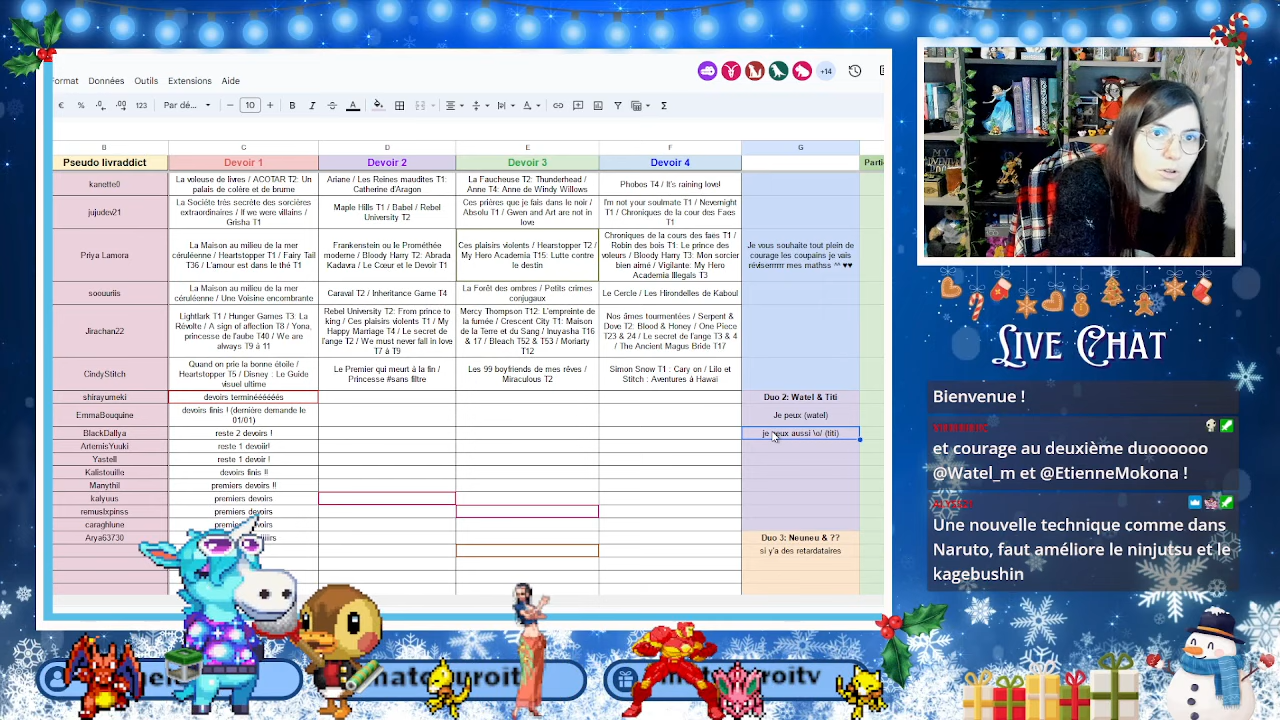 ormat Données Outils Extensions Aide
+14
€ % .0 .00 123 Par dé... − 10 + B I A Σ
B C D E F G
Pseudo livraddict Devoir 1 Devoir 2 Devoir 3 Devoir 4 Parti
kanotte0
La voleuse de livres / ACOTAR T2: Un
palais de colère et de brume
Ariane / Les Reines maudites T1:
Catherine d'Aragon
La Faucheuse T2: Thunderhead /
Anne T4: Anne de Windy Willows
Phobos T4 / It's raining love!
jujudev21
La Société très secrète des sorcières
extraordinaires / If we were villains /
Grisha T1
Maple Hills T1 / Babel / Rebel
University T2
Ces prières que je fais dans le noir /
Absolu T1 / Gwen and Art are not in
love
I'm not your soulmate T1 / Nevernight
T1 / Chroniques de la cour des Faes
T1
Priya Lamora
La Maison au milieu de la mer
céruléenne / Heartstopper T1 / Fairy Tail
T36 / L'amour est dans le thé T1
rankenstein ou le Prométhée
moderne / Bloody Harry T2: Abrada
Kadavra / Le Cœur et le Devoir T1
Ces plaisirs violents / Hearstopper T2 /
My Hero Academia T15: Lutte contre
le destin
Chroniques de la cours des faes T1 /
Robin des bois T1: Le prince des
voleurs / Bloody Harry T3: Mon sorcier
bien aimé / Vigilante: My Hero
Academia Illegals T3
Je vous souhaite tout plein de
courage les coupains je vais
réviserrrrrr mes mathss ^^ ♥♥
soouuriis
La Maison au milieu de la mer
céruléenne / Une Voisine encombrante
Caraval T2 / Inheritance Game T4
La Forêt des Ombres / Petits crimes
conjugaux
Le Cercle / Les Hirondelles de Kaboul
Jirachan22
Lightlark T1 / Hunger Games T3: La
Révolte / A sign of affection T8 / Yona,
princesse de l'aube T40 / We are
always T9 à 11
Rebel University T2: From prince to
king / Ces plaisirs violents T1 / My
Happy Marriage T4 / Le secret de
l'ange T2 / We must never fall in love
T7 à T9
Mercy Thompson T12: L'empreinte de
la fumée / Crescent City T1: Maison
de la Terre et du Sang / Inuyasha T16
& 17 / Bleach T52 & T53 / Moriarty
T12
Nos âmes tourmentées / Serpent &
Dove T2: Blood & Honey / One Piece
T23 & 24 / Le secret de l'ange T3 & 4
/ The Ancient Magus Bride T17
CindyStitch
Quand on prie la bonne étoile /
Heartstopper T5 / Disney : Le Guide
visuel ultime
Le Premier qui meurt à la fin /
Princesse #sans filtre
Les 99 boyfriends de mes rêves /
Miraculous T2
Simon Snow T1 : Cary on / Lilo et
Stitch : Aventures à Hawaï
shirayumeki devoirs terminééééééés Duo 2: Watel & Titi
EmmaBouquine
devoirs finis ! (dernière demande le
01/01)
Je peux (watel)
BlackDallya reste 2 devoirs ! je peux aussi \o/ (titi)
ArtemisYuuki reste 1 devoir!
Yastell reste 1 devoir !
Kalistouille devoirs finis !!
Manythil premiers devoirs !!
kalyuus premiers devoirs
remuslxpinss premiers devoirs
caraghlune
Arya63730 Duo 3: Neuneu & ??
si y'a des retardataires
LIVE CHAT
Bienvenue !
et courage au deuxième duoooooo
@Watel_m et @EtienneMokona !
Une nouvelle technique comme dans
Naruto, faut améliore le ninjutsu et le
kagebushin